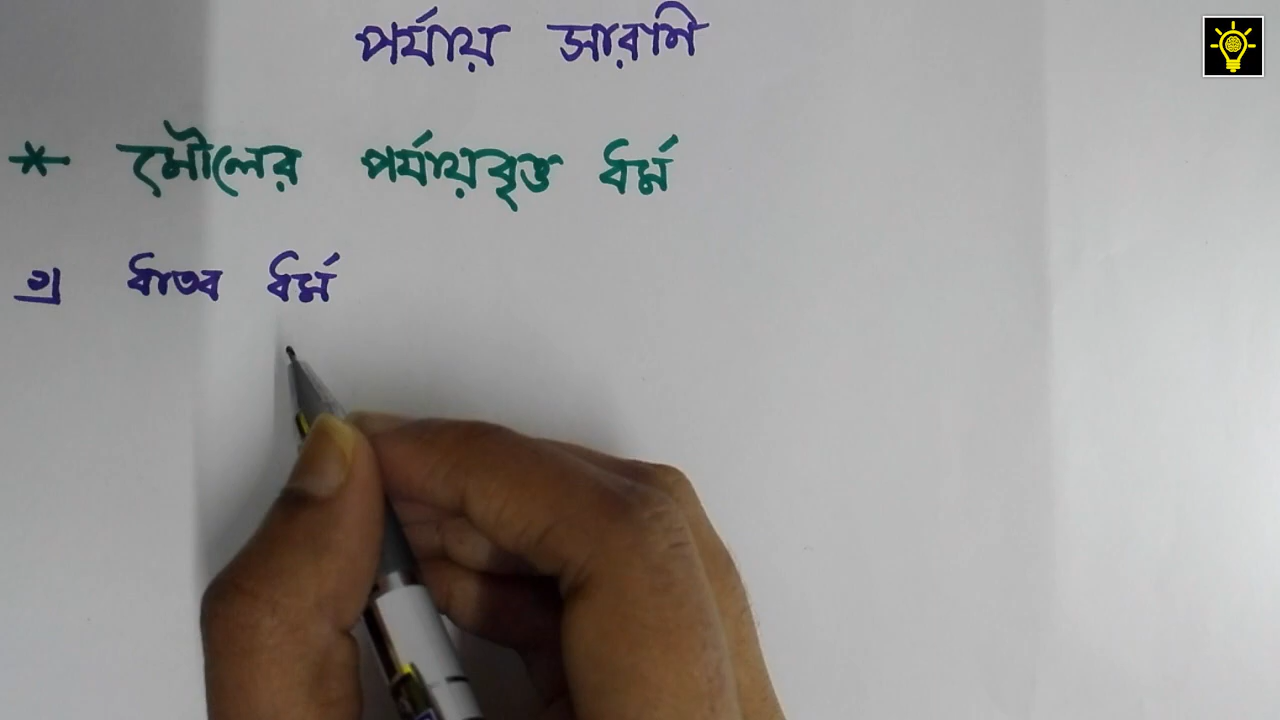 পর্যায় সারণি
* মৌলের পর্যায়বৃত্ত ধর্ম
ধাতব ধর্ম